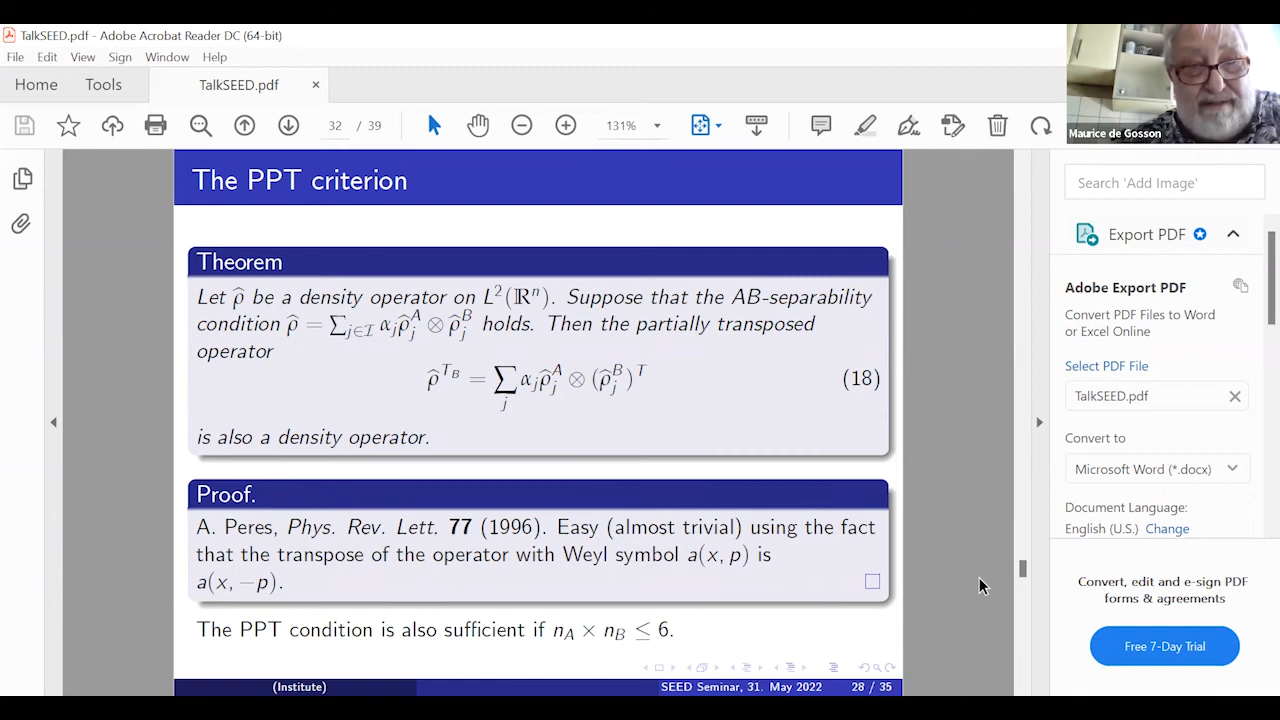 TalkSEED.pdf - Adobe Acrobat Reader DC (64-bit)
File Edit View Sign Window Help
Home Tools TalkSEED.pdf ×
32 / 39 131%
Maurice de Gosson
The PPT criterion
Theorem
Let ρ̂ be a density operator on L²(ℝⁿ). Suppose that the AB-separability
condition ρ̂ = ∑_{j∈ℐ} α_j ρ̂_j^A ⊗ ρ̂_j^B holds. Then the partially transposed
operator
ρ̂^{T_B} = ∑_j α_j ρ̂_j^A ⊗ (ρ̂_j^B)^T (18)
is also a density operator.
Proof.
A. Peres, Phys. Rev. Lett. 77 (1996). Easy (almost trivial) using the fact
that the transpose of the operator with Weyl symbol a(x, p) is
a(x, −p). □
The PPT condition is also sufficient if n_A × n_B ≤ 6.
(Institute) SEED Seminar, 31. May 2022 28 / 35
Search 'Add Image'
Export PDF
Adobe Export PDF
Convert PDF Files to Word
or Excel Online
Select PDF File
TalkSEED.pdf
Convert to
Microsoft Word (*.docx)
Document Language:
English (U.S.) Change
Convert, edit and e-sign PDF
forms & agreements
Free 7-Day Trial